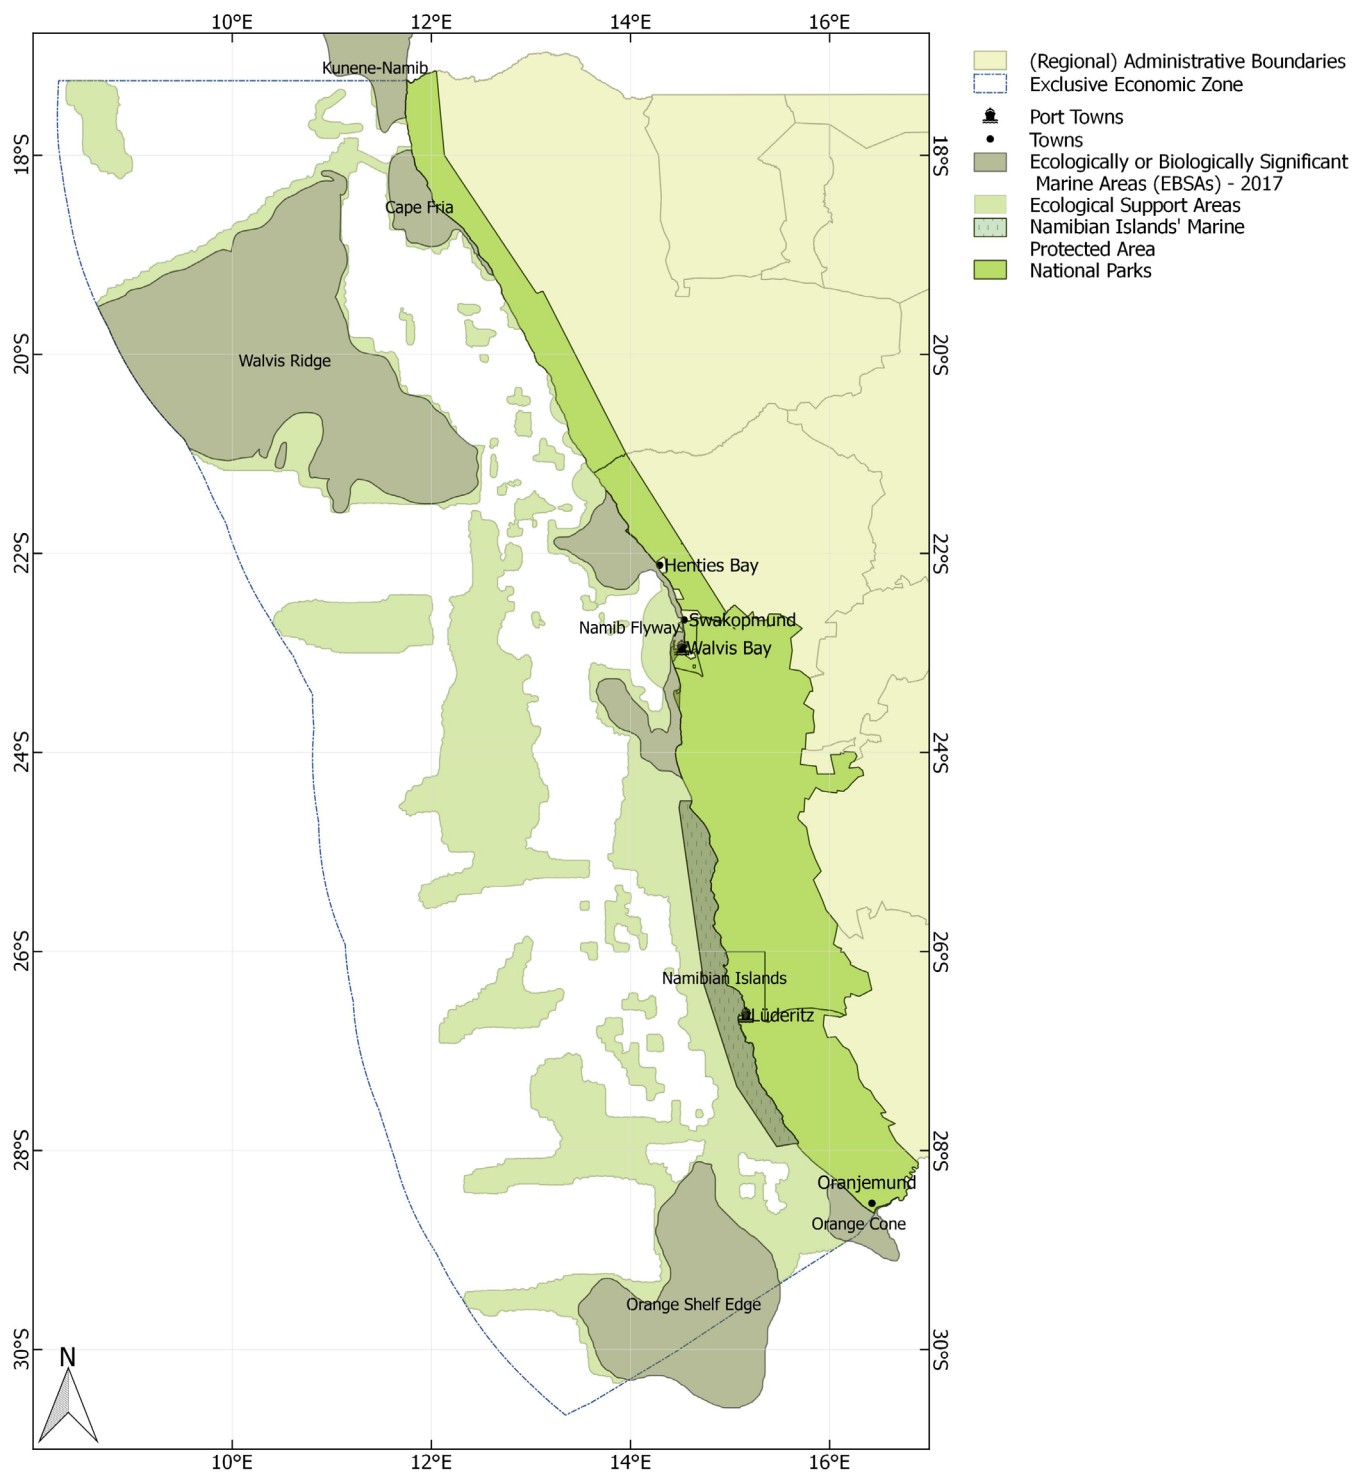 10°E 12°E 14°E 16°E
(Regional) Administrative Boundaries
Kunene-Namib
Exclusive Economic Zone
Port Towns
Towns
18°S 18°S
Ecologically or Biologically Significant
Marine Areas (EBSAs) - 2017
Ecological Support Areas
Cape Fria
Namibian Islands' Marine
Protected Area
National Parks
20°S 20°S
Walvis Ridge
22°S 22°S
Henties Bay
Swakopmund
Namib Flyway
Walvis Bay
24°S 24°S
26°S 26°S
Namibian Islands
Lüderitz
28°S 28°S
Oranjemund
Orange Cone
Orange Shelf Edge
30°S 30°S
N
10°E 12°E 14°E 16°E